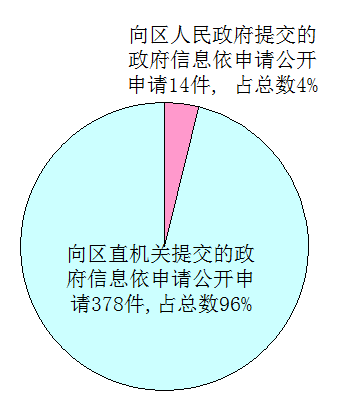 向区人民政府提交的
政府信息依申请公开
申请14件, 占总数4%
向区直机关提交的政
府信息依申请公开申
请378件,占总数96%